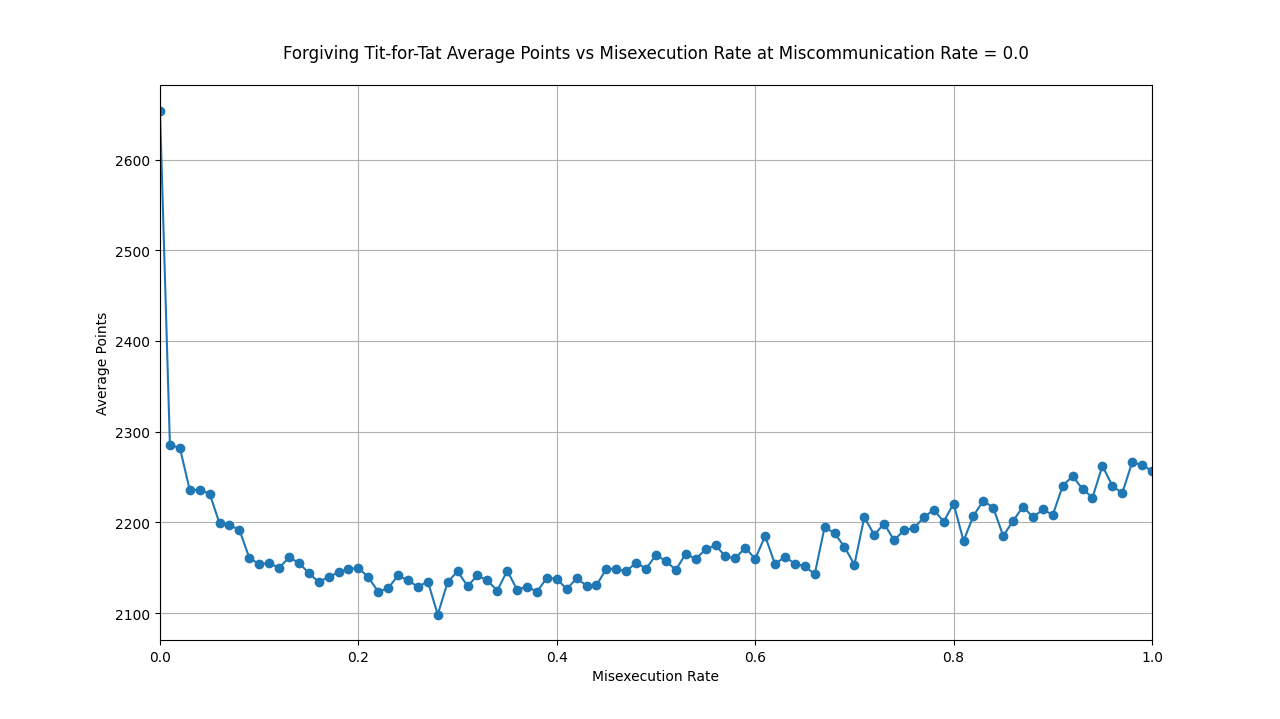 Forgiving Tit-for-Tat Average Points vs Misexecution Rate at Miscommunication Rate = 0.0
2600
2500
2400
2300
2200
2100
Average Points
0.0 0.2 0.4 0.6 0.8 1.0
Misexecution Rate